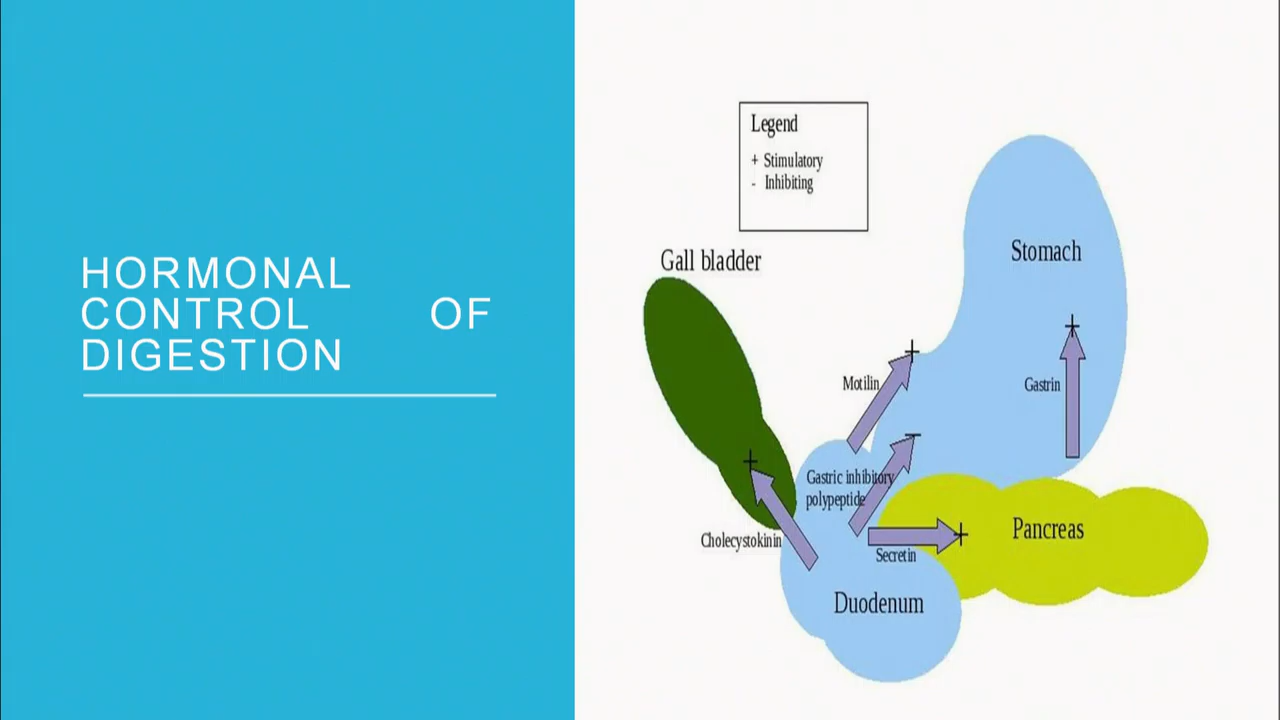 HORMONAL
CONTROL OF
DIGESTION
Legend
+ Stimulatory
- Inhibiting
Gall bladder
Stomach
+
Motilin
+
Gastrin
+
Gastric inhibitory
polypeptide
-
Cholecystokinin
Secretin
+
Pancreas
Duodenum